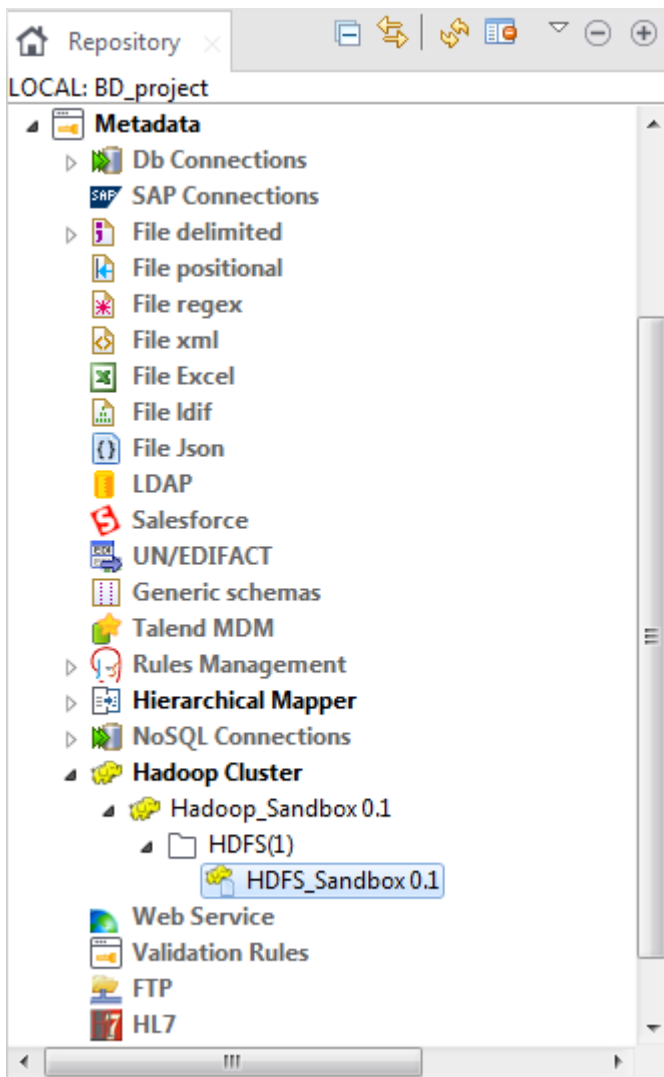 Repository
LOCAL: BD_project
Metadata
Db Connections
SAP SAP Connections
File delimited
File positional
File regex
File xml
File Excel
File ldif
File Json
LDAP
Salesforce
UN/EDIFACT
Generic schemas
Talend MDM
Rules Management
Hierarchical Mapper
NoSQL Connections
Hadoop Cluster
Hadoop_Sandbox 0.1
HDFS(1)
HDFS_Sandbox 0.1
Web Service
Validation Rules
FTP
H7 HL7